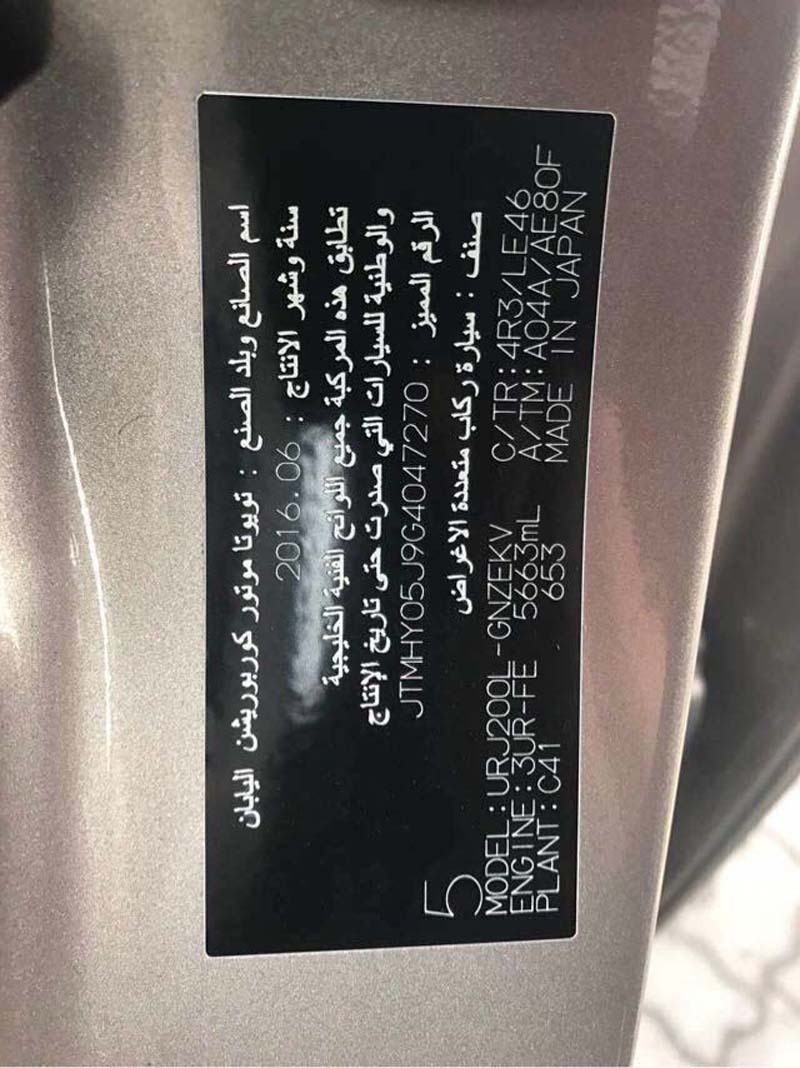 اسم الصانع وبلد الصنع : تويوتا موتور كوربوريشن اليابان
سنة وشهر الانتاج : 2016.06
تطابق هذه المركبة جميع اللوائح الفنية الخليجية
والوطنية للسيارات التي صدرت حتى تاريخ الإنتاج
الرقم المميز : JTMHY05J9G4047270
صنف : سيارة ركاب متعددة الاغراض
5
MODEL:URJ200L-GNZEKV C/TR:4R3/LE46
ENGINE:3UR-FE 5663mL A/TM:A04A/AE80F
PLANT:C41 653 MADE IN JAPAN